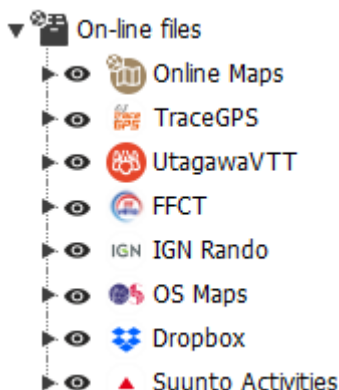 On-line files
Online Maps
TraceGPS
UtagawaVTT
FFCT
IGN IGN Rando
OS Maps
Dropbox
Suunto Activities